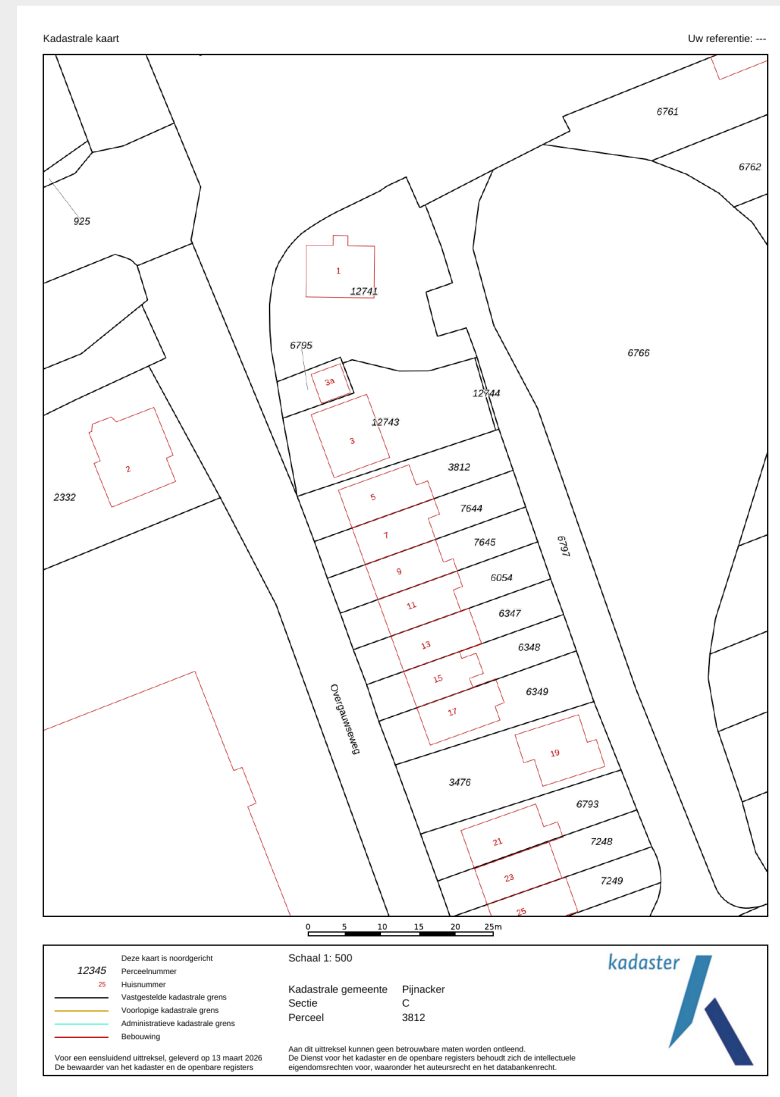 Kadastrale kaart
Uw referentie: ---
6761
6762
925
1
12741
6795
6766
3a
12744
12743
3
2
2332
3812
5
7644
7
7645
6797
9
6054
11
6347
13
6348
15
6349
17
Overgauwseweg
19
3476
6793
21
7248
23
7249
25
0 5 10 15 20 25m
Deze kaart is noordgericht
12345 Perceelnummer
25 Huisnummer
Vastgestelde kadastrale grens
Voorlopige kadastrale grens
Administratieve kadastrale grens
Bebouwing
Voor een eensluidend uittreksel, geleverd op 13 maart 2026
De bewaarder van het kadaster en de openbare registers
Schaal 1: 500
Kadastrale gemeente Pijnacker
Sectie C
Perceel 3812
Aan dit uittreksel kunnen geen betrouwbare maten worden ontleend.
De Dienst voor het kadaster en de openbare registers behoudt zich de intellectuele
eigendomsrechten voor, waaronder het auteursrecht en het databankenrecht.
kadaster